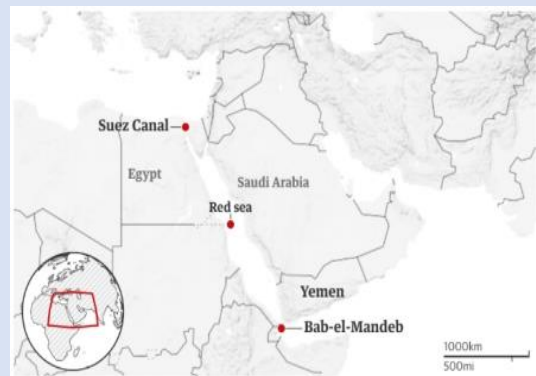 Suez Canal
Egypt
Saudi Arabia
Red sea
Yemen
Bab-el-Mandeb
1000km
500mi